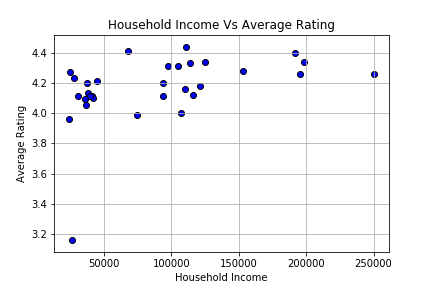 Household Income Vs Average Rating
4.4
4.2
4.0
3.8
3.6
3.4
3.2
Average Rating
50000 100000 150000 200000 250000
Household Income